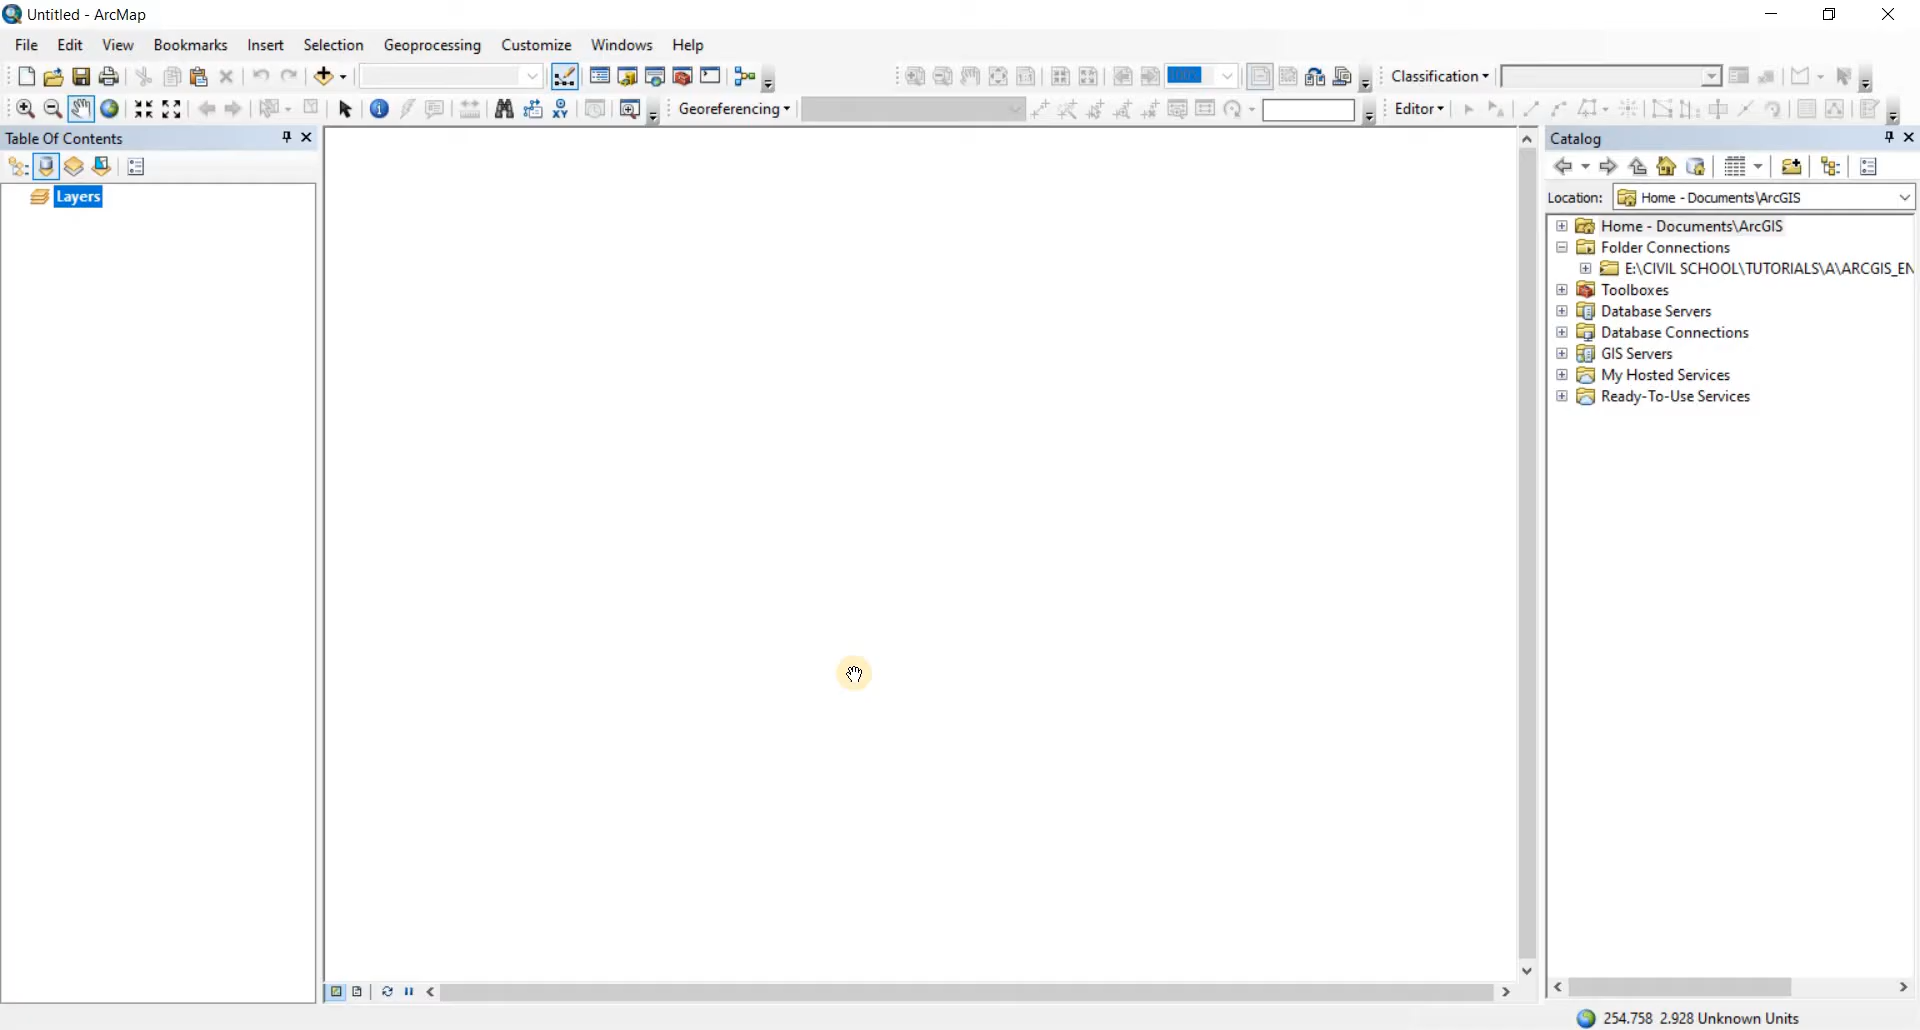 Untitled - ArcMap
File Edit View Bookmarks Insert Selection Geoprocessing Customize Windows Help
Classification
Georeferencing
Editor
Table Of Contents
Layers
Catalog
Location: Home - Documents\ArcGIS
Home - Documents\ArcGIS
Folder Connections
E:\CIVIL SCHOOL\TUTORIALS\A\ARCGIS_EN
Toolboxes
Database Servers
Database Connections
GIS Servers
My Hosted Services
Ready-To-Use Services
254.758 2.928 Unknown Units